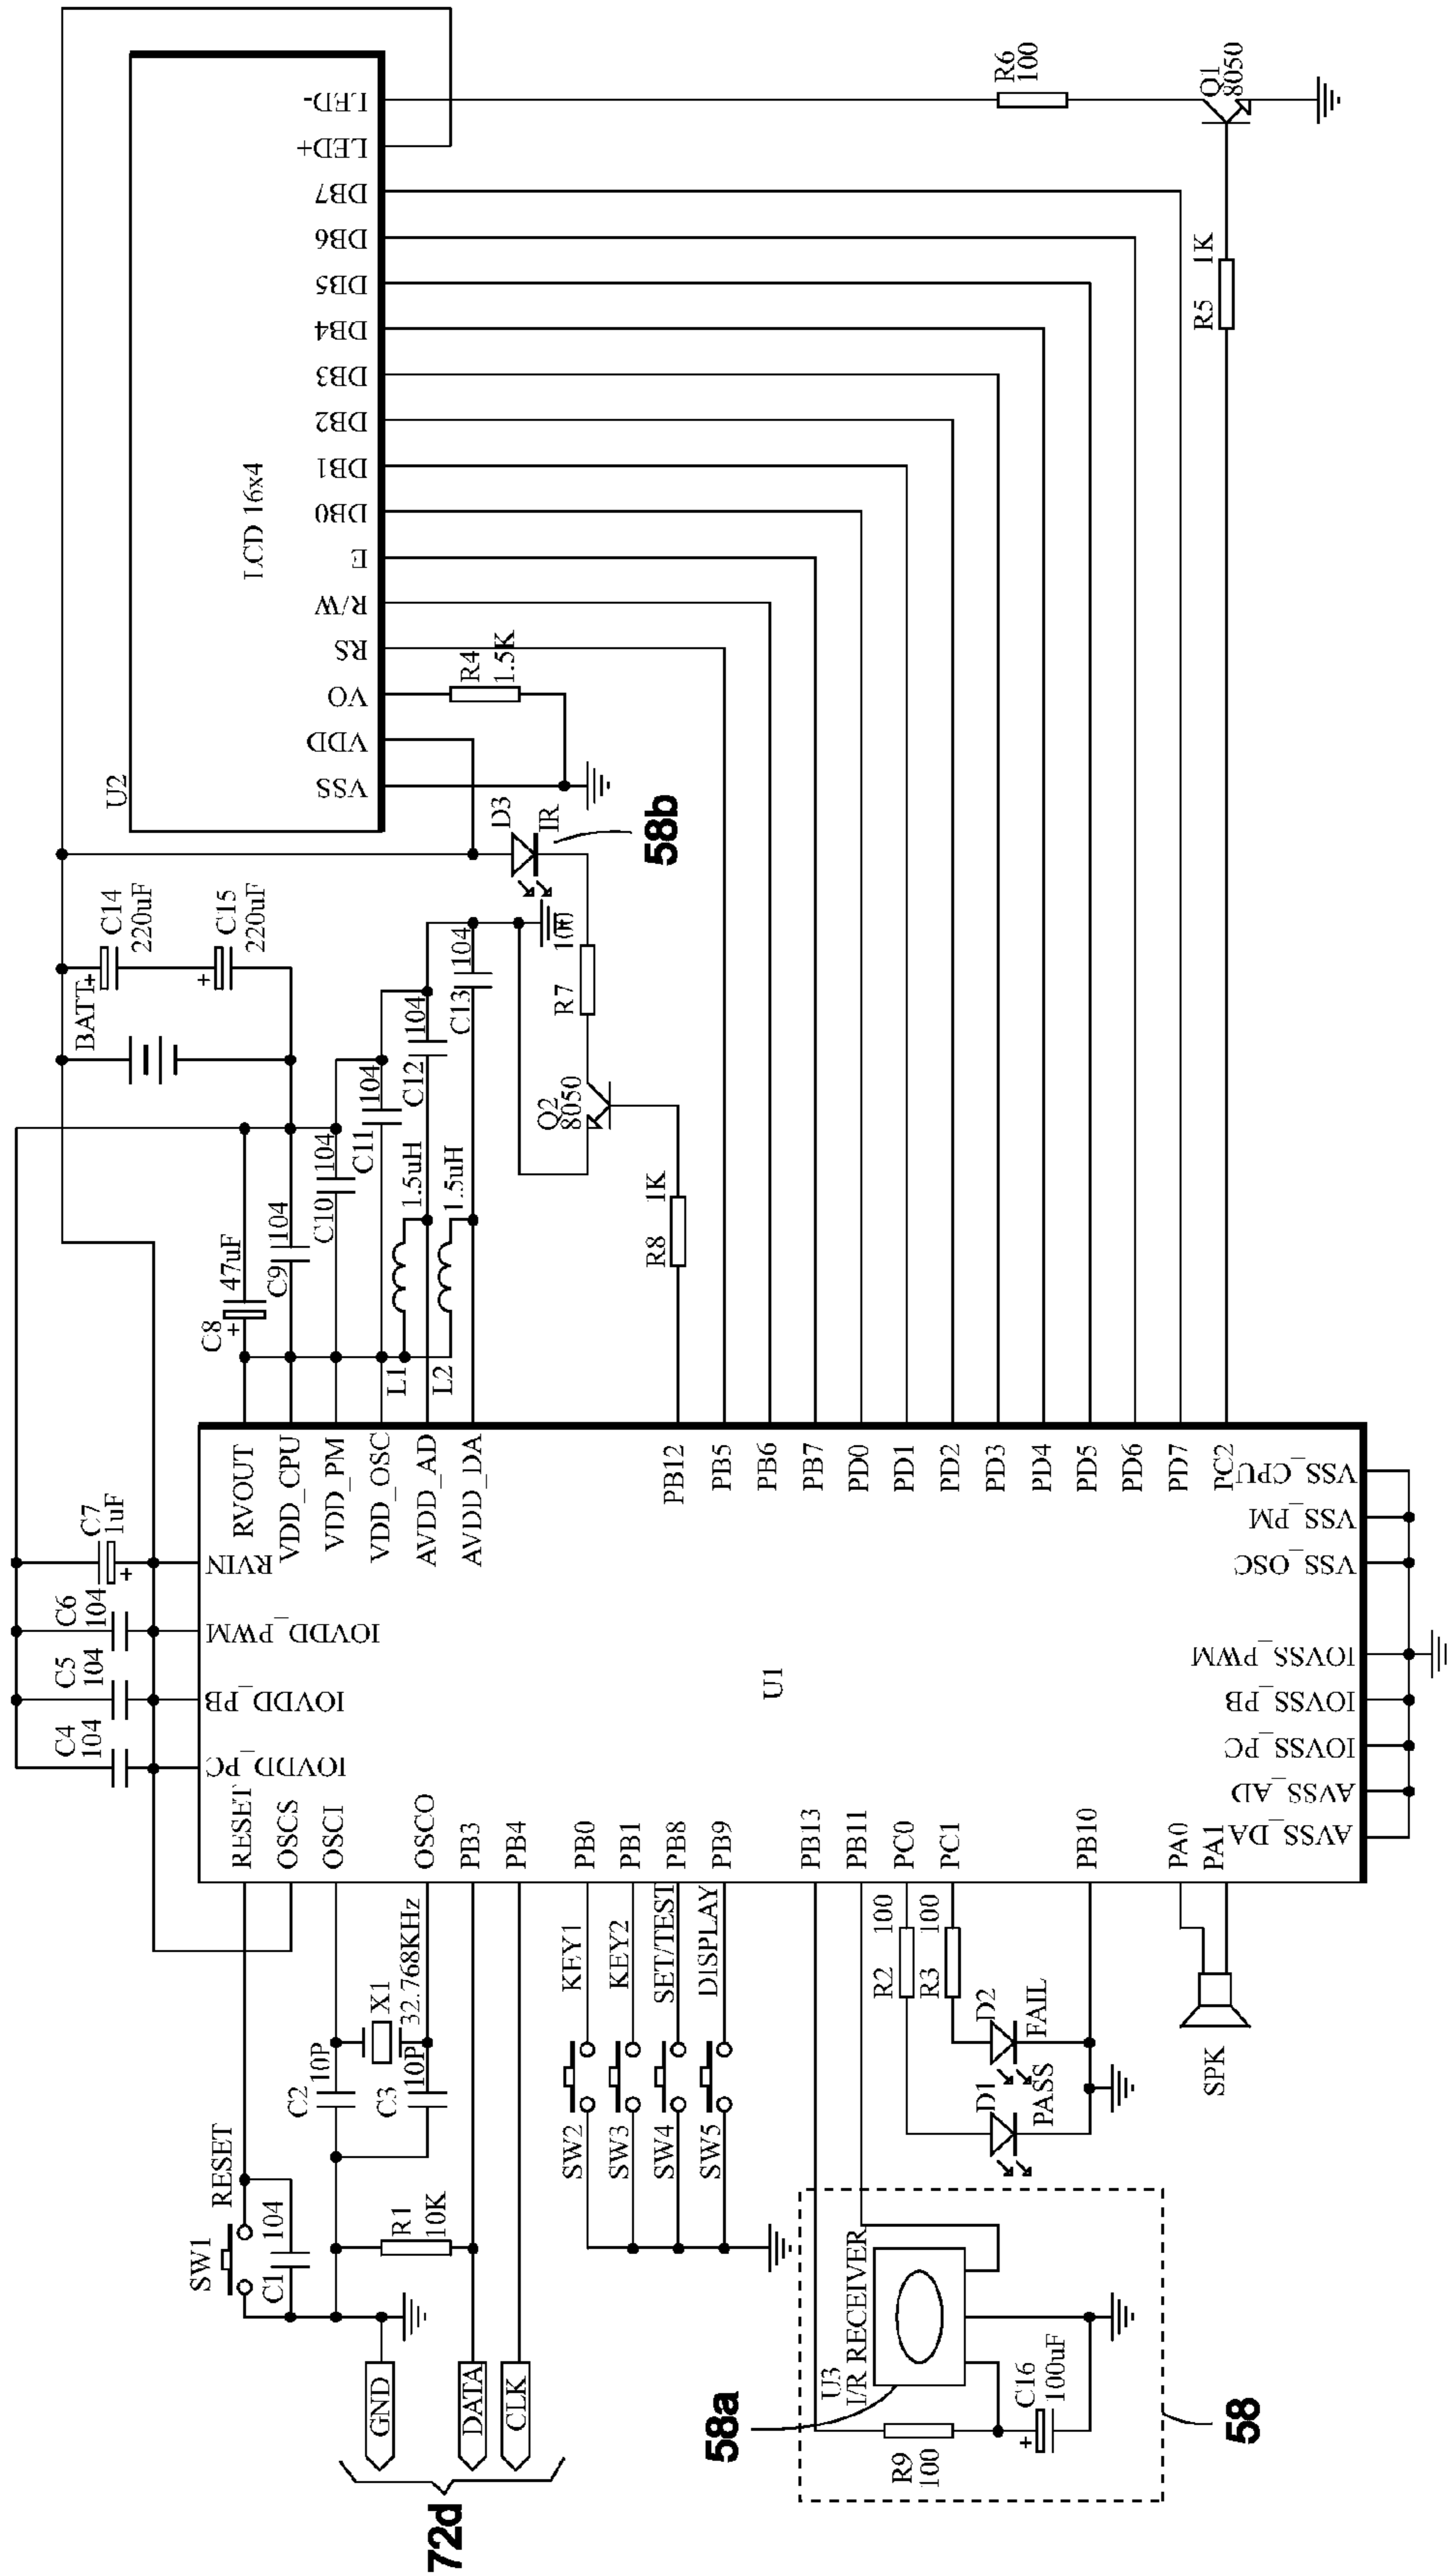 U2
LCD 16x4
VSS
VDD
VO
RS
R/W
E
DB0
DB1
DB2
DB3
DB4
DB5
DB6
DB7
LED+
LED-
R6
100
Q1
8050
R5
1K
R4
1.5K
D3
IR
58b
BATT
+
C14
220uF
+
C15
220uF
C8
+
47uF
C9
104
C10
104
C11
104
C12
104
C13
104
L1
1.5uH
L2
1.5uH
R7
100
Q2
8050
R8
1K
C4
104
C5
104
C6
104
C7
1uF
+
U1
IOVDD_PC
IOVDD_PB
IOVDD_PWM
RVIN
RVOUT
VDD_CPU
VDD_PM
VDD_OSC
AVDD_AD
AVDD_DA
PB12
PB5
PB6
PB7
PD0
PD1
PD2
PD3
PD4
PD5
PD6
PD7
PC2
VSS_CPU
VSS_PM
VSS_OSC
IOVSS_PWM
IOVSS_PB
IOVSS_PC
AVSS_AD
AVSS_DA
RESET
OSCS
OSCI
OSCO
PB3
PB4
PB0
PB1
PB8
PB9
PB13
PB11
PC0
PC1
PB10
PA0
PA1
SW1
RESET
C1
104
C2
10P
C3
10P
X1
32.768KHz
R1
10K
GND
DATA
CLK
72d
SW2
KEY1
SW3
KEY2
SW4
SET/TEST
SW5
DISPLAY
R2
100
R3
100
D1
PASS
D2
FAIL
SPK
U3
I/R RECEIVER
58a
R9
100
+
C16
100uF
58